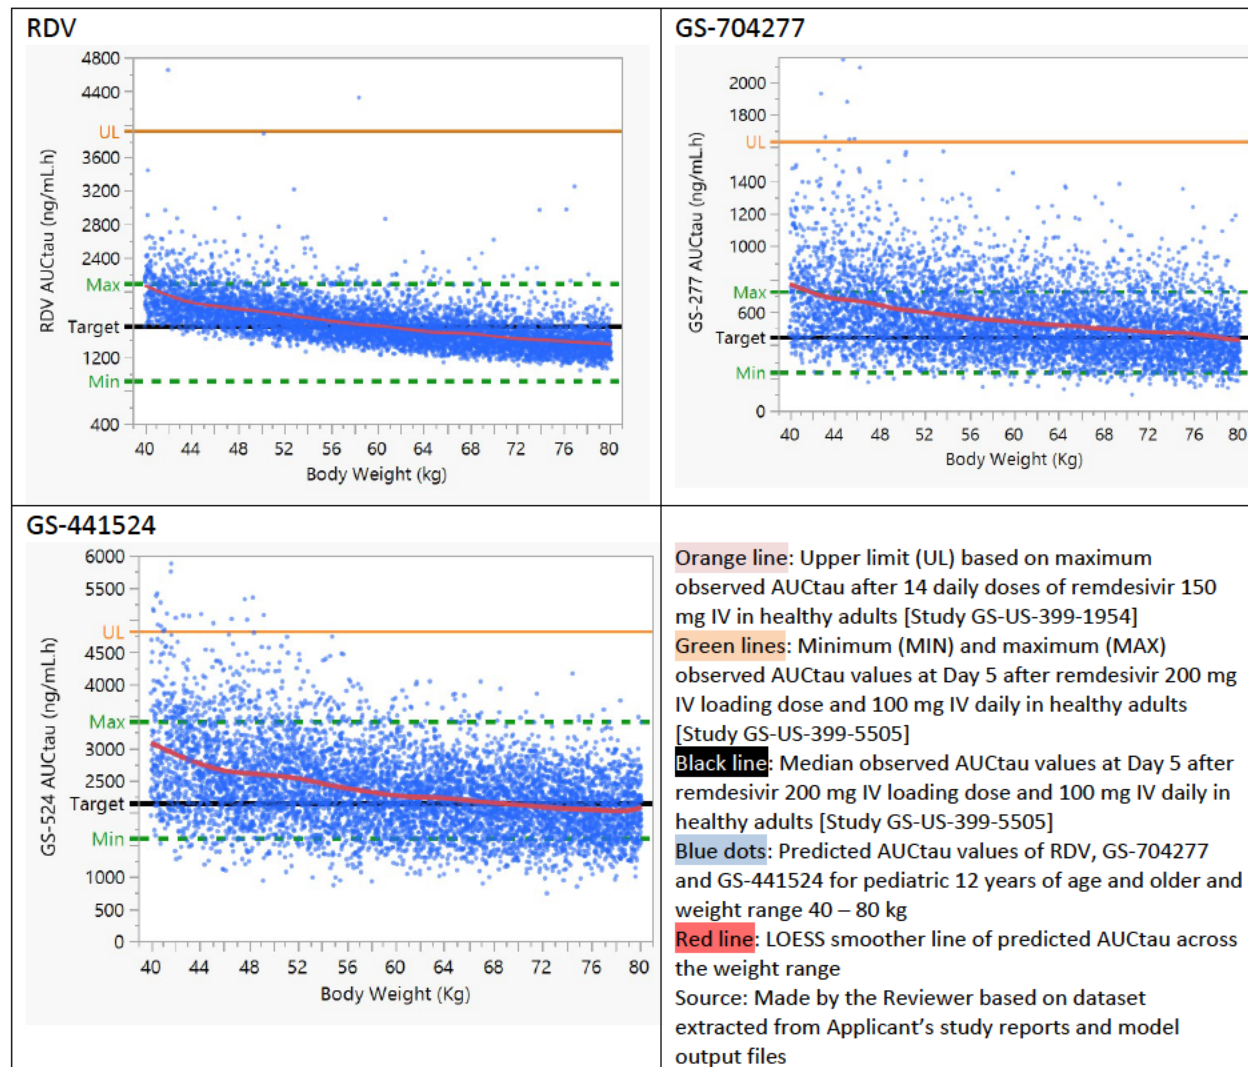 RDV
4800
4400
UL
3600
3200
2800
2400
Max
Target
1200
Min
400
RDV AUCtau (ng/mL.h)
40 44 48 52 56 60 64 68 72 76 80
Body Weight (kg)
GS-704277
2000
1800
UL
1400
1200
1000
Max
600
Target
Min
0
GS-277 AUCtau (ng/mL.h)
40 44 48 52 56 60 64 68 72 76 80
Body Weight (Kg)
GS-441524
6000
5500
UL
4500
4000
Max
3000
2500
Target
Min
1000
500
0
GS-524 AUCtau (ng/mL.h)
40 44 48 52 56 60 64 68 72 76 80
Body Weight (Kg)
Orange line: Upper limit (UL) based on maximum
observed AUCtau after 14 daily doses of remdesivir 150
mg IV in healthy adults [Study GS-US-399-1954]
Green lines: Minimum (MIN) and maximum (MAX)
observed AUCtau values at Day 5 after remdesivir 200 mg
IV loading dose and 100 mg IV daily in healthy adults
[Study GS-US-399-5505]
Black line: Median observed AUCtau values at Day 5 after
remdesivir 200 mg IV loading dose and 100 mg IV daily in
healthy adults [Study GS-US-399-5505]
Blue dots: Predicted AUCtau values of RDV, GS-704277
and GS-441524 for pediatric 12 years of age and older and
weight range 40 – 80 kg
Red line: LOESS smoother line of predicted AUCtau across
the weight range
Source: Made by the Reviewer based on dataset
extracted from Applicant's study reports and model
output files